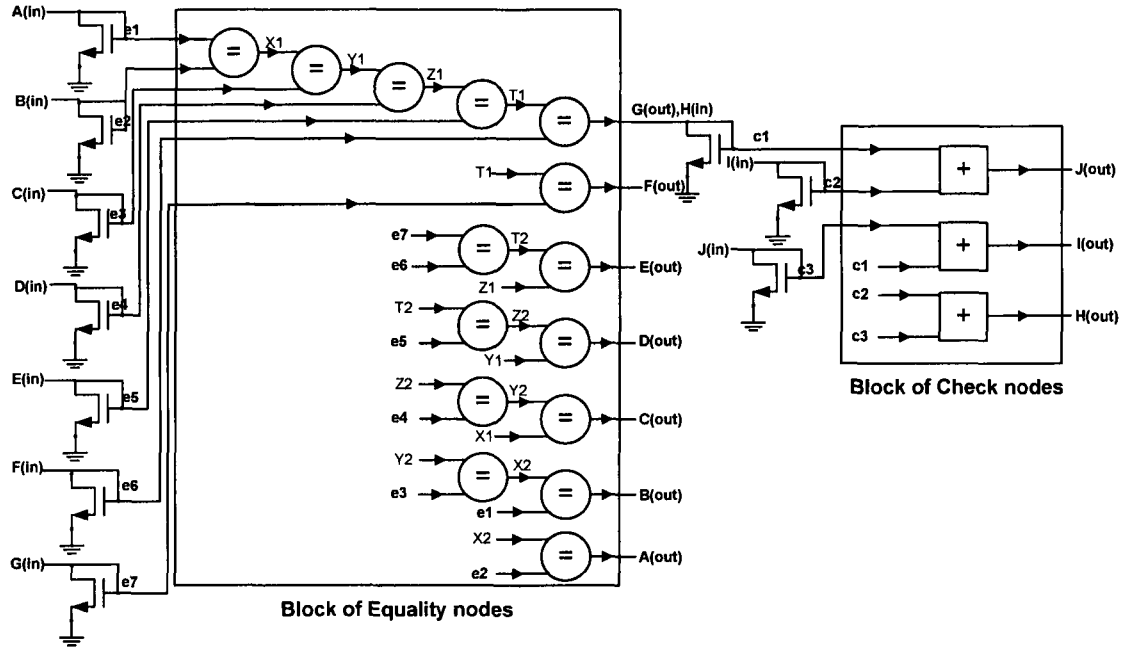 A(in)
e1
B(in)
e2
C(in)
e3
D(in)
e4
E(in)
e5
F(in)
e6
G(in)
e7
=
X1
=
Y1
=
Z1
=
T1
=
G(out),H(in)
T1
=
F(out)
e7
e6
=
T2
Z1
=
E(out)
T2
e5
=
Z2
Y1
=
D(out)
Z2
e4
=
Y2
X1
=
C(out)
Y2
e3
=
X2
e1
=
B(out)
X2
e2
=
A(out)
Block of Equality nodes
c1
I(in)
c2
J(in)
c3
+
J(out)
c1
+
I(out)
c2
c3
+
H(out)
Block of Check nodes